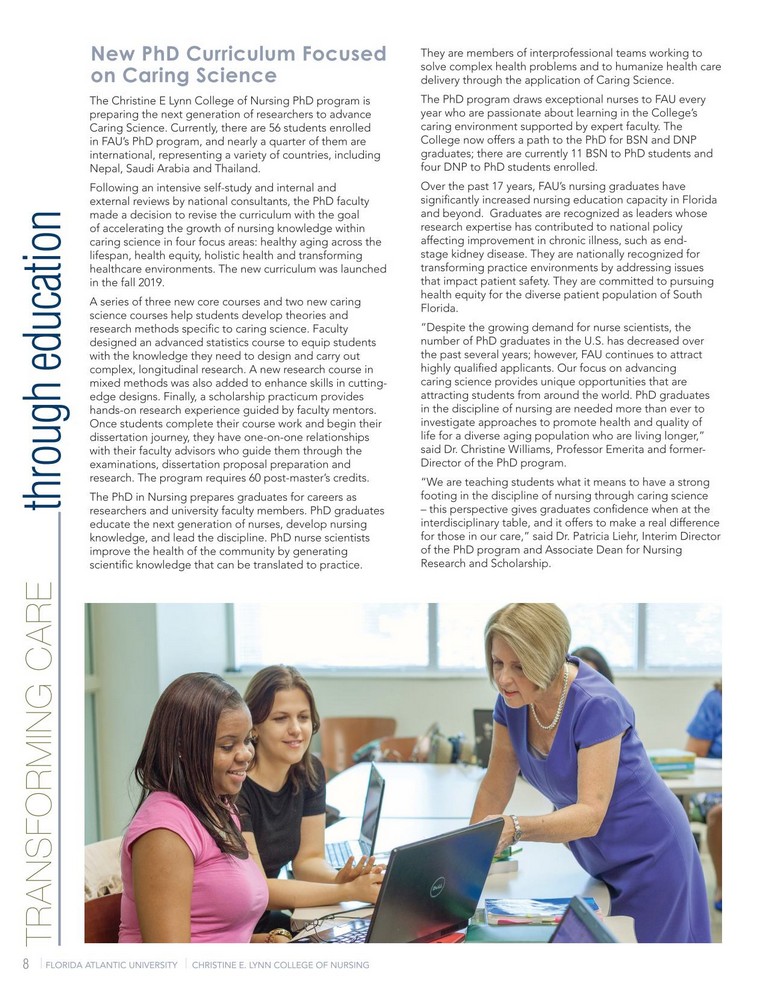 New PhD Curriculum Focused
on Caring Science
The Christine E Lynn College of Nursing PhD program is
preparing the next generation of researchers to advance
Caring Science. Currently, there are 56 students enrolled
in FAU's PhD program, and nearly a quarter of them are
international, representing a variety of countries, including
Nepal, Saudi Arabia and Thailand.
Following an intensive self-study and internal and
external reviews by national consultants, the PhD faculty
made a decision to revise the curriculum with the goal
of accelerating the growth of nursing knowledge within
caring science in four focus areas: healthy aging across the
lifespan, health equity, holistic health and transforming
healthcare environments. The new curriculum was launched
in the fall 2019.
A series of three new core courses and two new caring
science courses help students develop theories and
research methods specific to caring science. Faculty
designed an advanced statistics course to equip students
with the knowledge they need to design and carry out
complex, longitudinal research. A new research course in
mixed methods was also added to enhance skills in cutting-
edge designs. Finally, a scholarship practicum provides
hands-on research experience guided by faculty mentors.
Once students complete their course work and begin their
dissertation journey, they have one-on-one relationships
with their faculty advisors who guide them through the
examinations, dissertation proposal preparation and
research. The program requires 60 post-master's credits.
The PhD in Nursing prepares graduates for careers as
researchers and university faculty members. PhD graduates
educate the next generation of nurses, develop nursing
knowledge, and lead the discipline. PhD nurse scientists
improve the health of the community by generating
scientific knowledge that can be translated to practice.
They are members of interprofessional teams working to
solve complex health problems and to humanize health care
delivery through the application of Caring Science.
The PhD program draws exceptional nurses to FAU every
year who are passionate about learning in the College's
caring environment supported by expert faculty. The
College now offers a path to the PhD for BSN and DNP
graduates; there are currently 11 BSN to PhD students and
four DNP to PhD students enrolled.
Over the past 17 years, FAU's nursing graduates have
significantly increased nursing education capacity in Florida
and beyond.  Graduates are recognized as leaders whose
research expertise has contributed to national policy
affecting improvement in chronic illness, such as end-
stage kidney disease. They are nationally recognized for
transforming practice environments by addressing issues
that impact patient safety. They are committed to pursuing
health equity for the diverse patient population of South
Florida.
"Despite the growing demand for nurse scientists, the
number of PhD graduates in the U.S. has decreased over
the past several years; however, FAU continues to attract
highly qualified applicants. Our focus on advancing
caring science provides unique opportunities that are
attracting students from around the world. PhD graduates
in the discipline of nursing are needed more than ever to
investigate approaches to promote health and quality of
life for a diverse aging population who are living longer,"
said Dr. Christine Williams, Professor Emerita and former-
Director of the PhD program.
"We are teaching students what it means to have a strong
footing in the discipline of nursing through caring science
– this perspective gives graduates confidence when at the
interdisciplinary table, and it offers to make a real difference
for those in our care," said Dr. Patricia Liehr, Interim Director
of the PhD program and Associate Dean for Nursing
Research and Scholarship.
TRANSFORMING CARE through education
DELL
8 FLORIDA ATLANTIC UNIVERSITY CHRISTINE E. LYNN COLLEGE OF NURSING